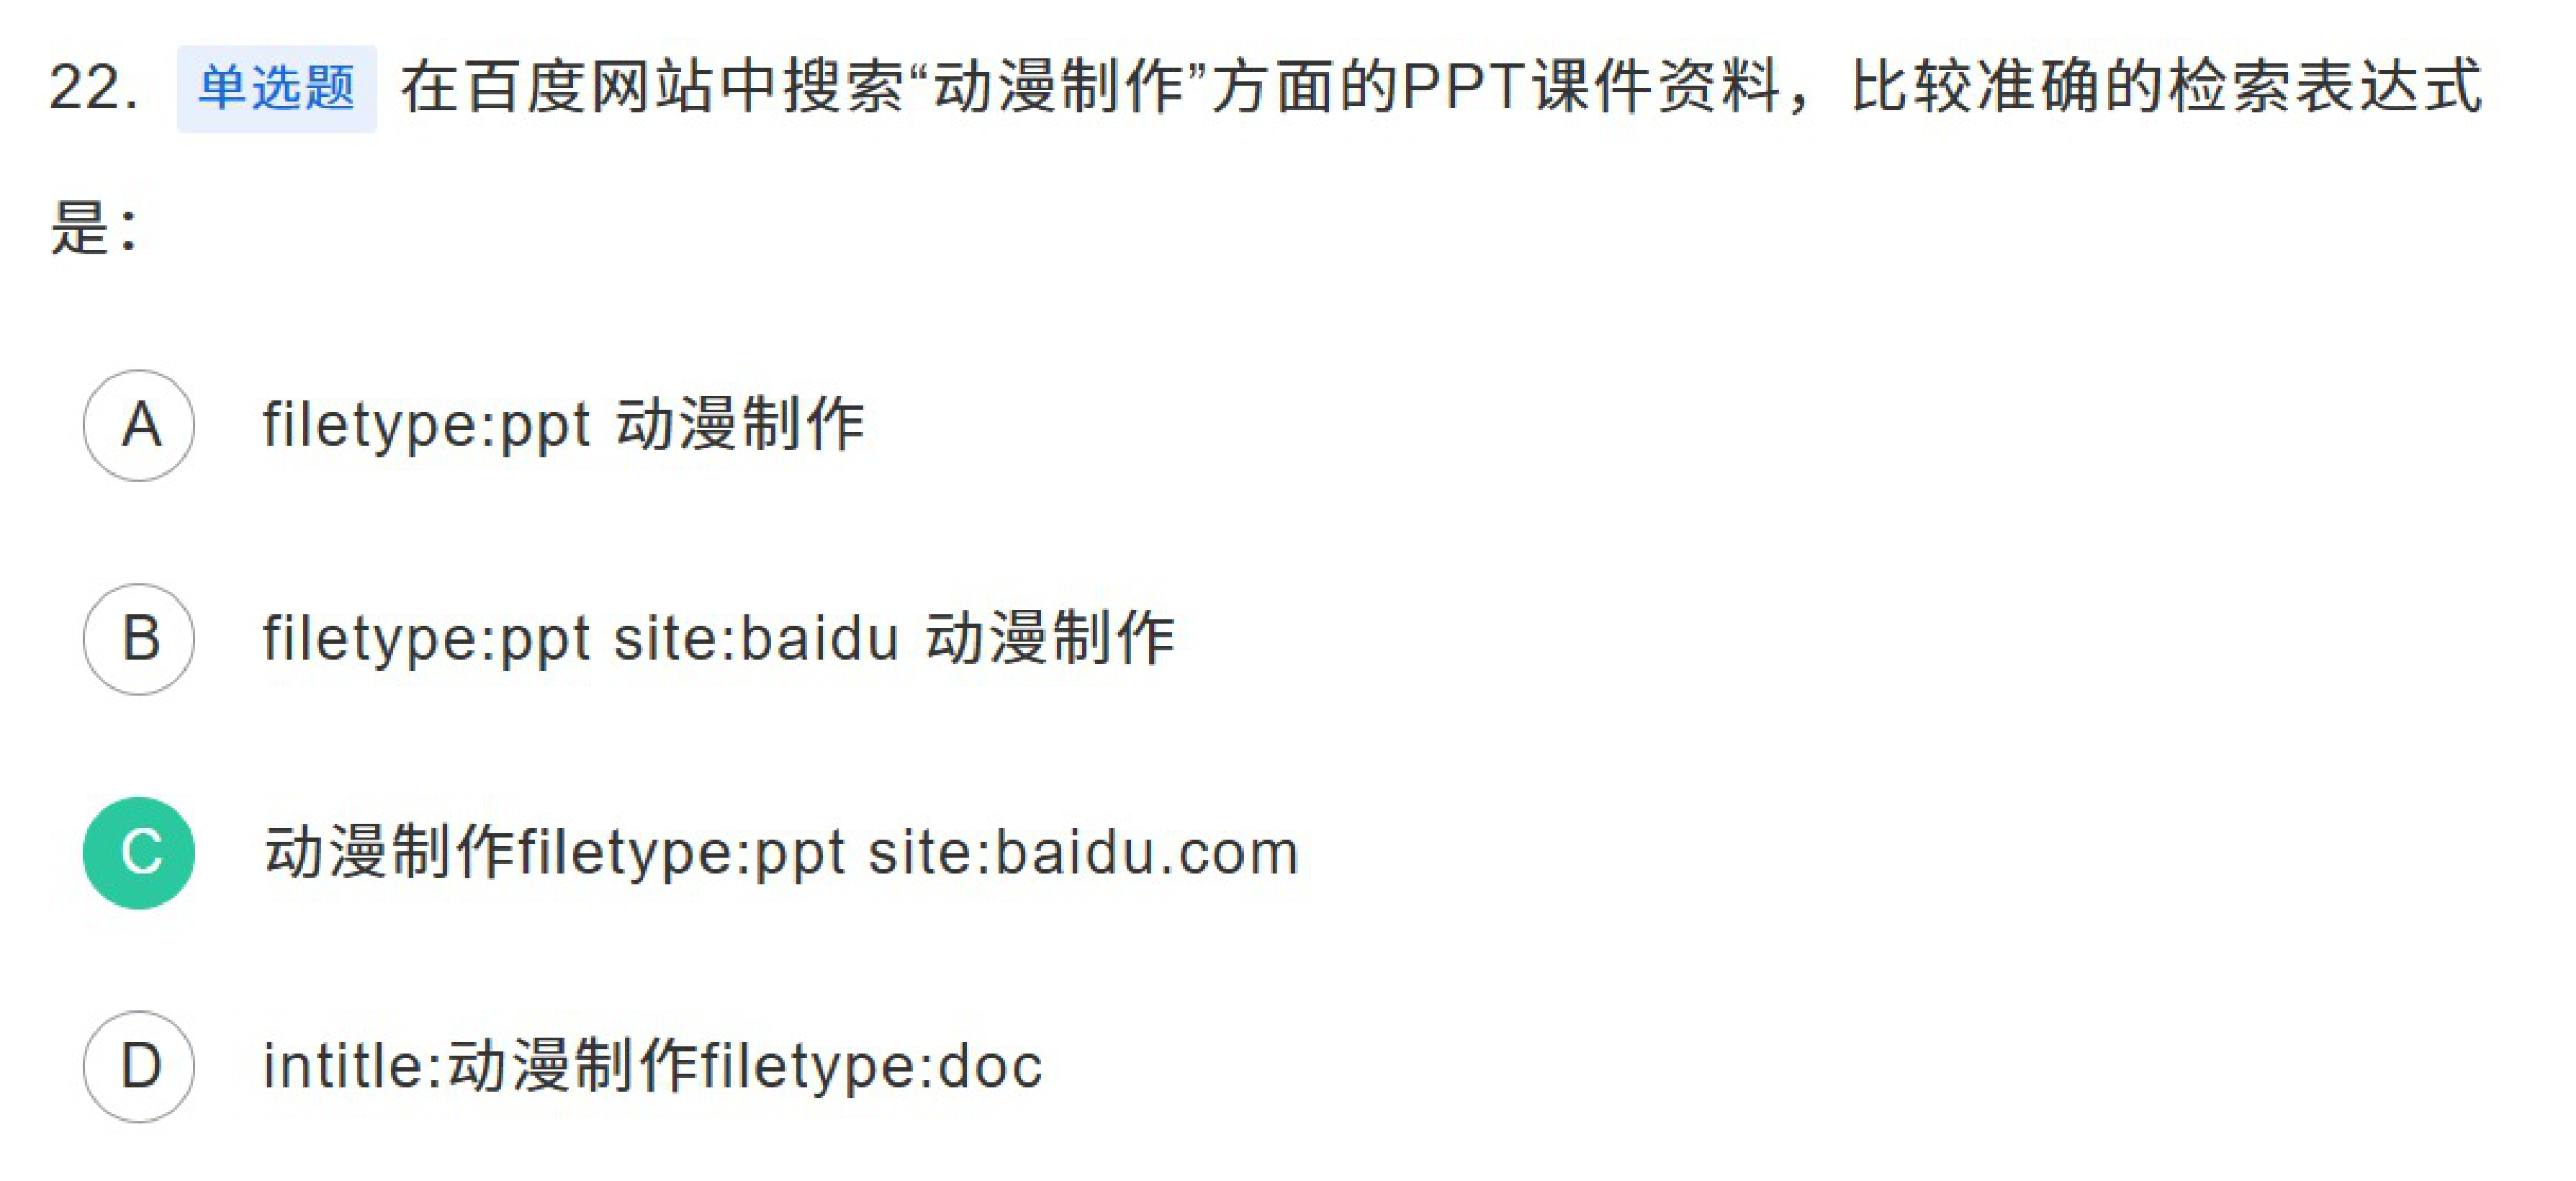 22. 单选题 在百度网站中搜索“动漫制作”方面的PPT课件资料，比较准确的检索表达式
是：
A filetype:ppt 动漫制作
B filetype:ppt site:baidu 动漫制作
C 动漫制作filetype:ppt site:baidu.com
D intitle:动漫制作filetype:doc